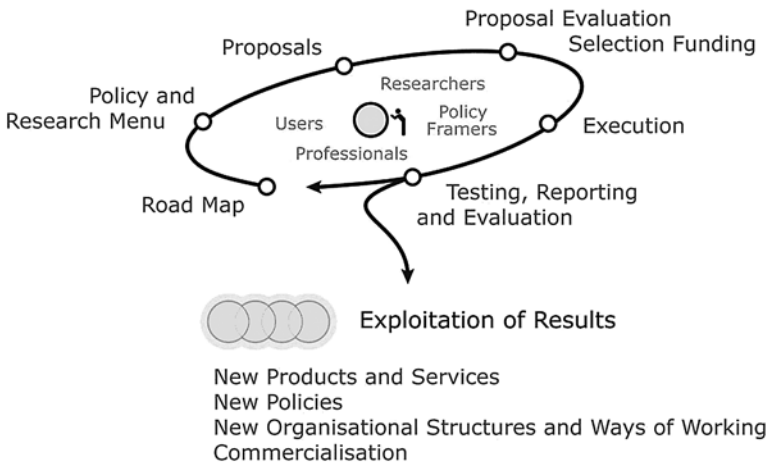 Proposal Evaluation
Selection Funding
Proposals
Researchers
Policy and
Research Menu
Users
Policy
Framers
Execution
Professionals
Road Map
Testing, Reporting
and Evaluation
Exploitation of Results
New Products and Services
New Policies
New Organisational Structures and Ways of Working
Commercialisation